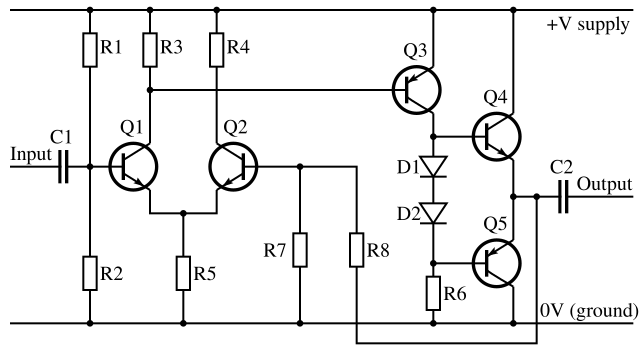 +V supply
R1
R3
R4
Q3
Q4
C1
Q1
Q2
Input
D1
C2
Output
D2
Q5
R7
R8
R2
R5
R6
0V (ground)